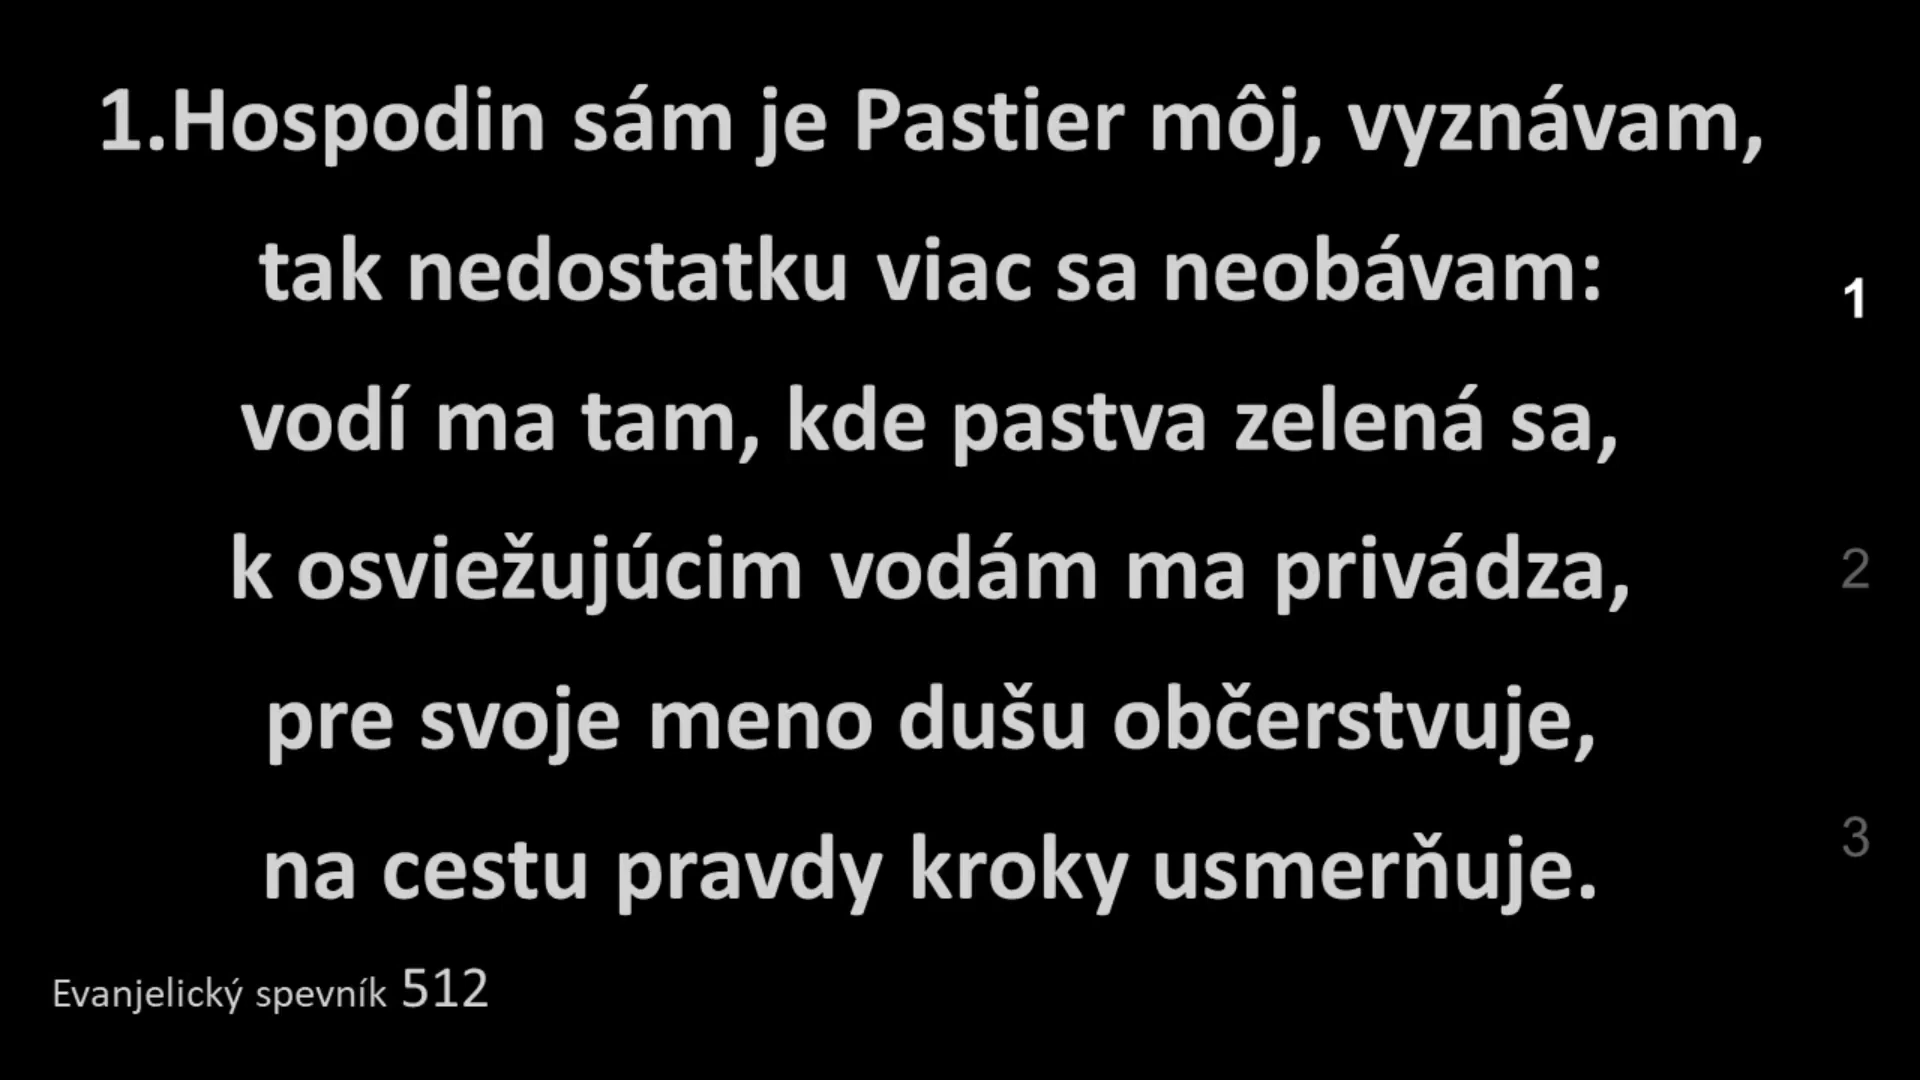 1.Hospodin sám je Pastier môj, vyznávam,
tak nedostatku viac sa neobávam:
vodí ma tam, kde pastva zelená sa,
k osviežujúcim vodám ma privádza,
pre svoje meno dušu občerstvuje,
na cestu pravdy kroky usmerňuje.
1
2
3
Evanjelický spevník 512